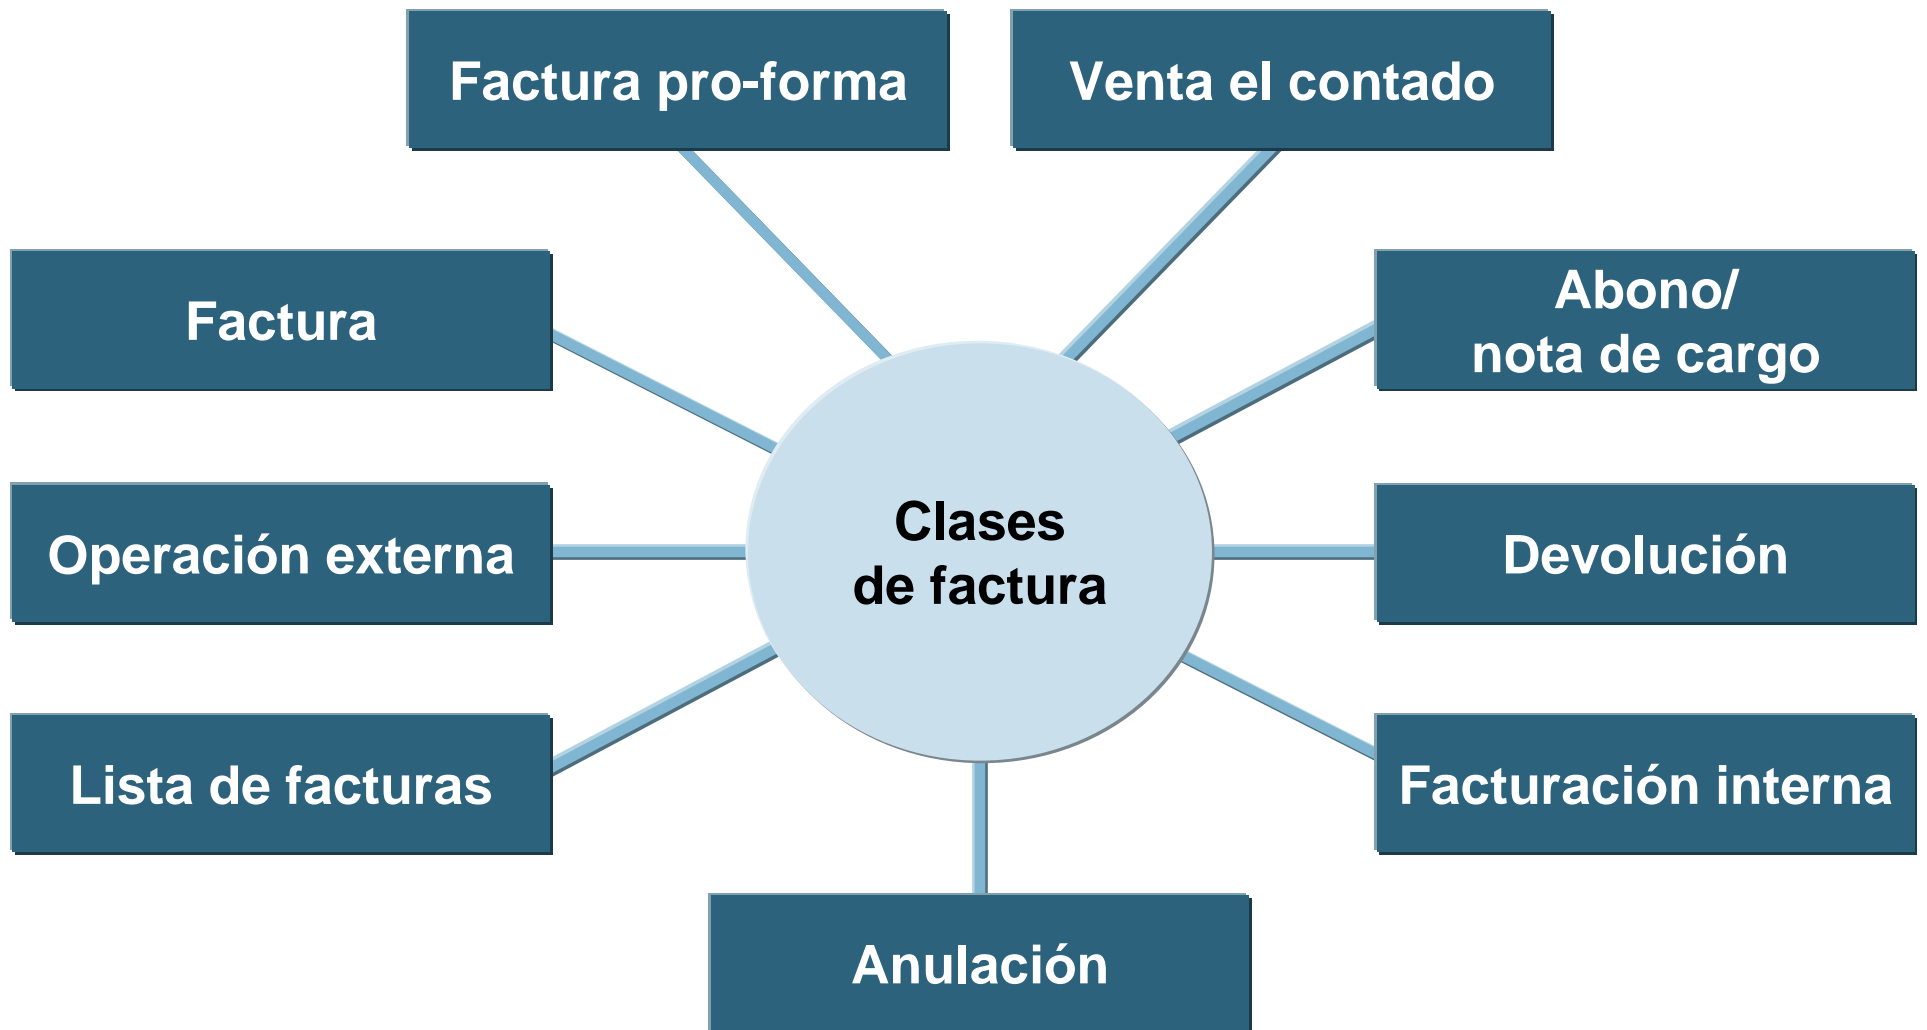 Factura pro-forma
Venta el contado
Factura
Abono/
nota de cargo
Clases
de factura
Operación externa
Devolución
Lista de facturas
Facturación interna
Anulación